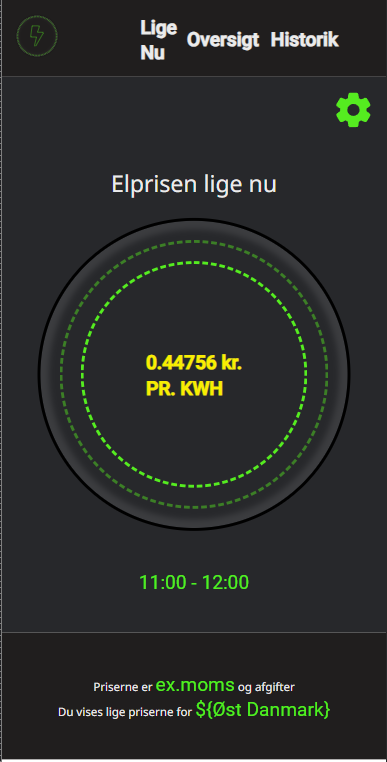 Lige
Nu
Oversigt
Historik
Elprisen lige nu
0.44756 kr.
PR. KWH
11:00 - 12:00
Priserne er ex.moms og afgifter
Du vises lige priserne for ${Øst Danmark}